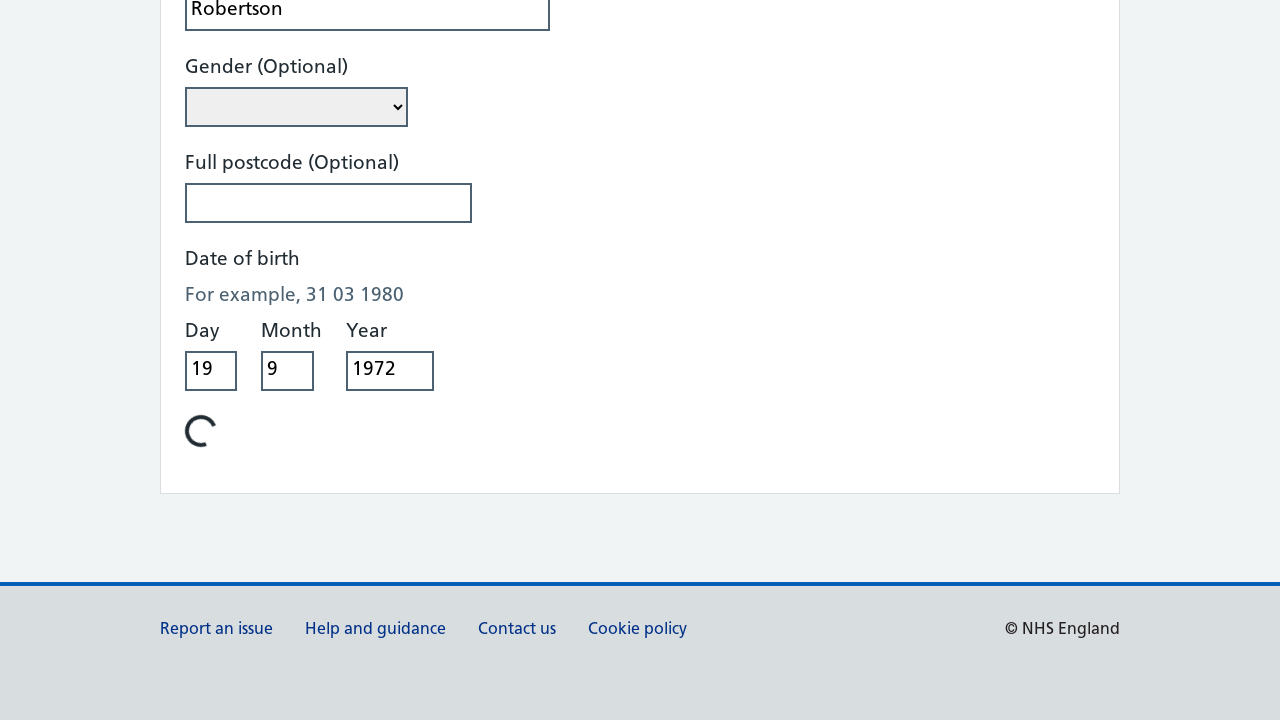 Robertson
Gender (Optional)
Full postcode (Optional)
Date of birth
For example, 31 03 1980
Day Month Year
19 9 1972
Report an issue Help and guidance Contact us Cookie policy © NHS England